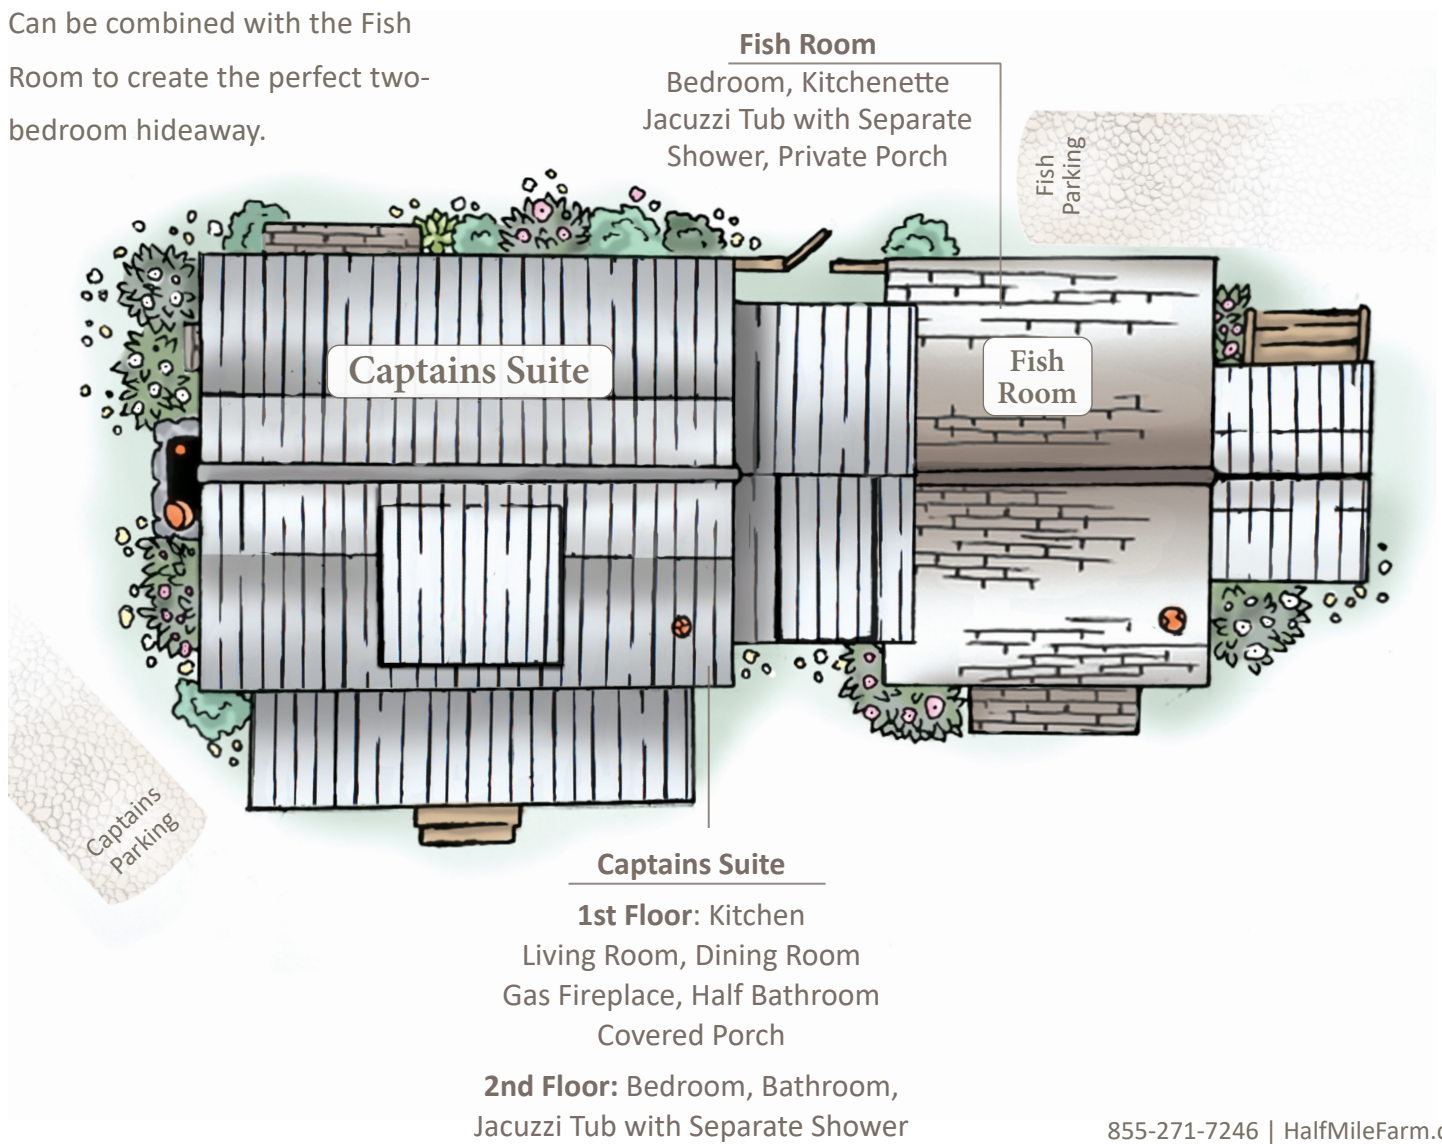 Can be combined with the Fish
Room to create the perfect two-
bedroom hideaway.
Fish Room
Bedroom, Kitchenette
Jacuzzi Tub with Separate
Shower, Private Porch
Fish
Parking
Captains Suite
Fish
Room
Captains
Parking
Captains Suite
1st Floor: Kitchen
Living Room, Dining Room
Gas Fireplace, Half Bathroom
Covered Porch
2nd Floor: Bedroom, Bathroom,
Jacuzzi Tub with Separate Shower
855-271-7246 | HalfMileFarm.c